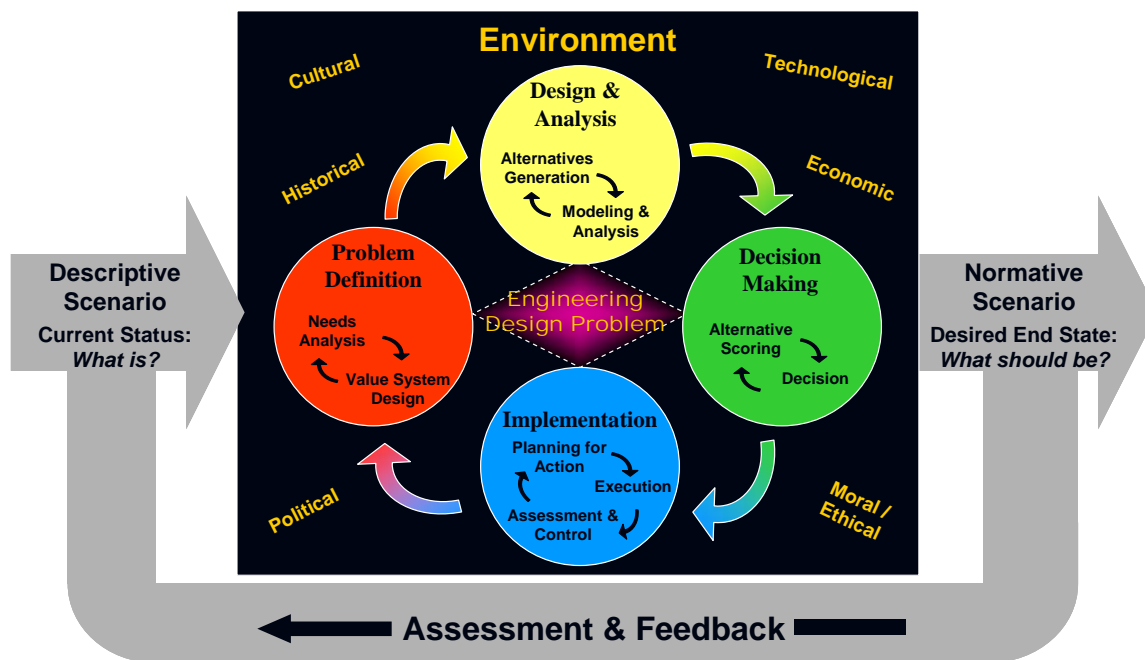 Environment
Cultural
Technological
Historical
Economic
Design &
Analysis
Alternatives
Generation
Modeling &
Analysis
Descriptive
Scenario
Current Status:
What is?
Problem
Definition
Needs
Analysis
Value System
Design
Engineering
Design Problem
Decision
Making
Alternative
Scoring
Decision
Normative
Scenario
Desired End State:
What should be?
Implementation
Planning for
Action
Execution
Assessment &
Control
Political
Moral /
Ethical
Assessment & Feedback